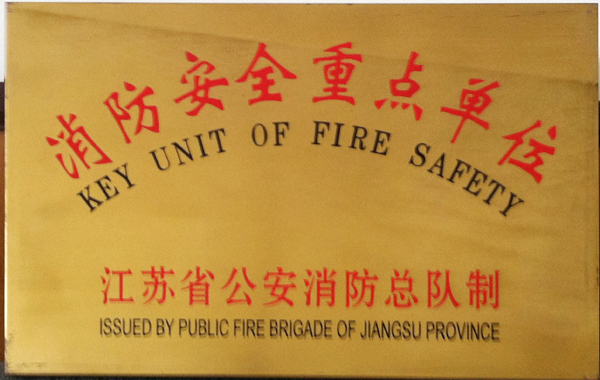 消防安全重点单位
KEY UNIT OF FIRE SAFETY
江苏省公安消防总队制
ISSUED BY PUBLIC FIRE BRIGADE OF JIANGSU PROVINCE